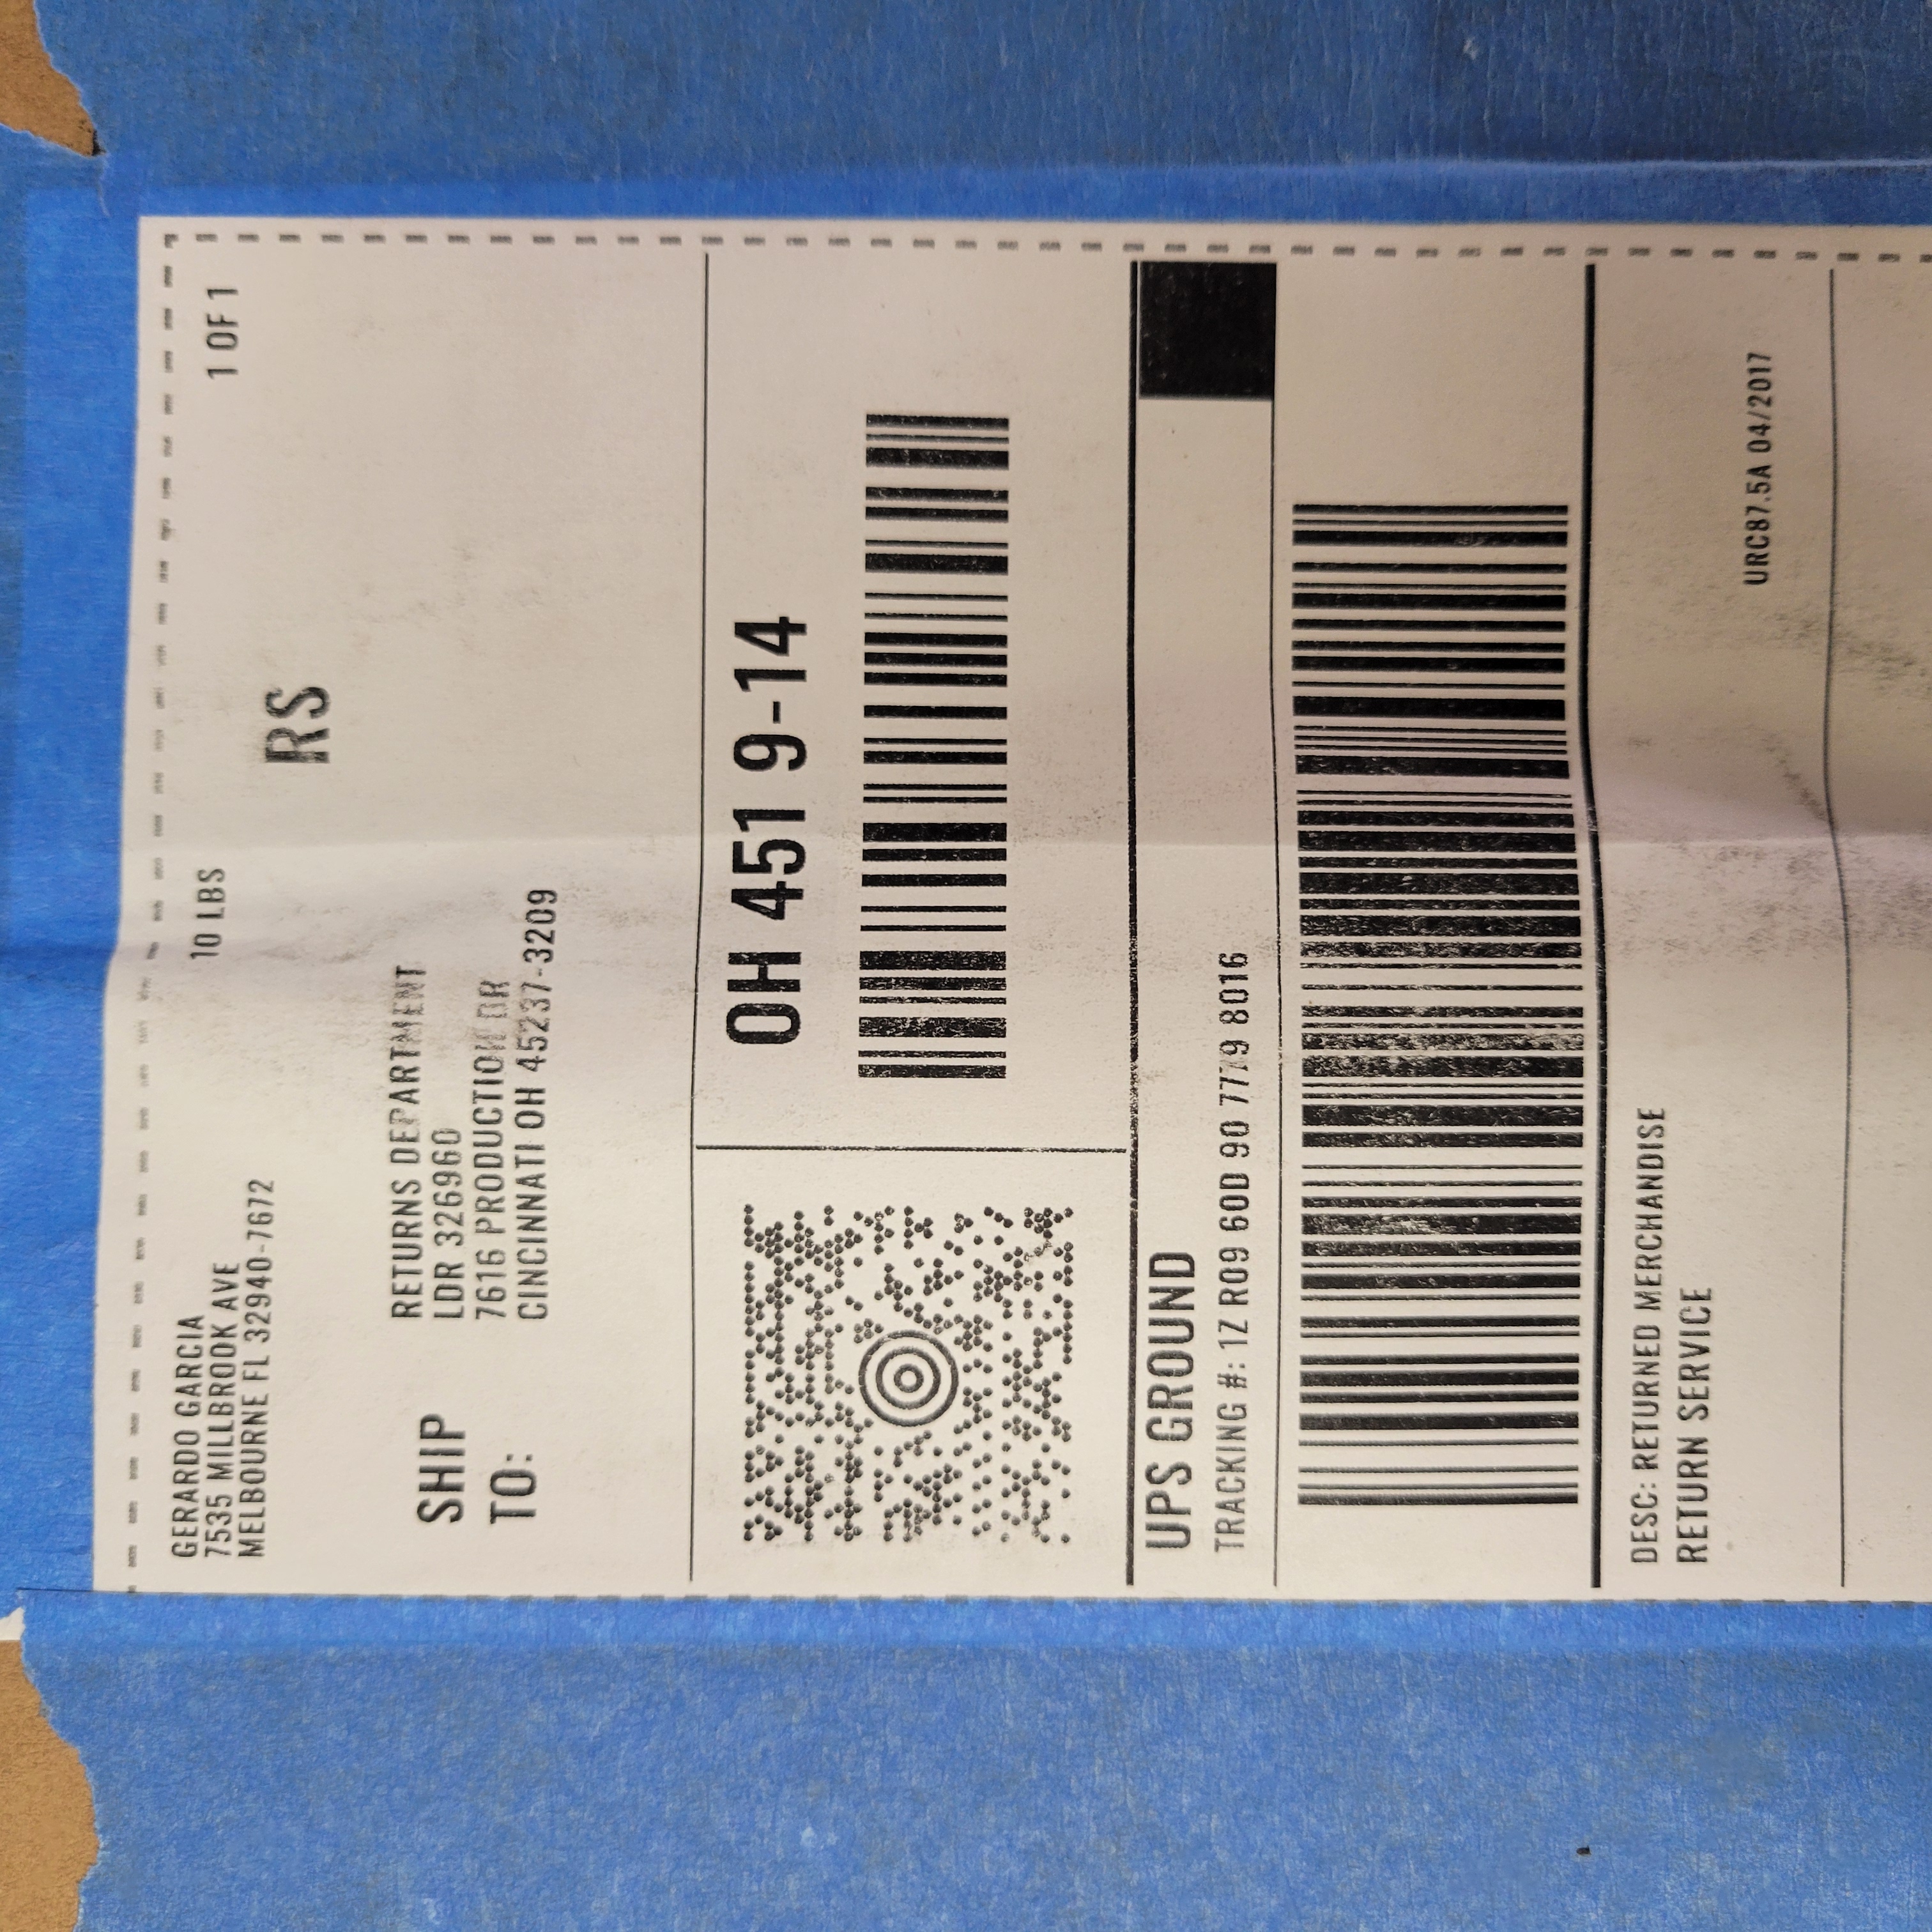 GERARDO GARCIA
7535 MILLBROOK AVE
MELBOURNE FL 32940-7672
10 LBS
1 OF 1
RS
SHIP
TO:
RETURNS DEPARTMENT
LDR 326960
7616 PRODUCTION DR
CINCINNATI OH 45237-3209
OH 451 9-14
UPS GROUND
TRACKING #: 1Z R09 60D 90 7779 8016
DESC: RETURNED MERCHANDISE
RETURN SERVICE
URC87.5A 04/2017